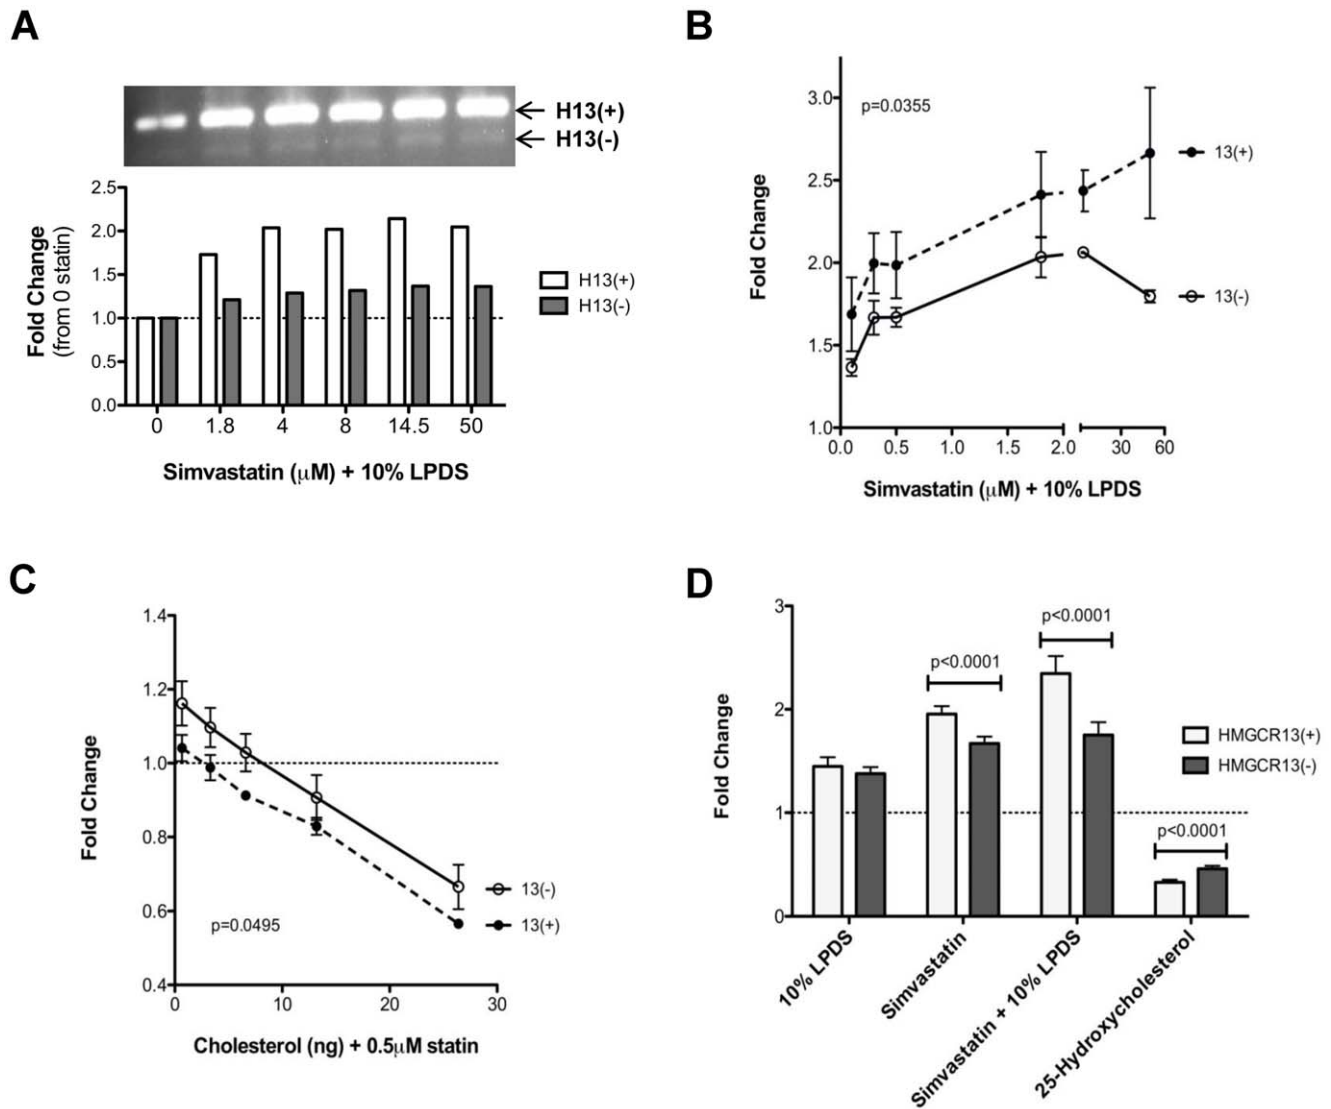 A
H13(+)
H13(-)
Fold Change
(from 0 statin)
2.5
2.0
1.5
1.0
0.5
0.0
0 1.8 4 8 14.5 50
Simvastatin (μM) + 10% LPDS
H13(+)
H13(-)
B
Fold Change
3.0
2.5
2.0
1.5
1.0
p=0.0355
13(+)
13(-)
0.0 0.5 1.0 1.5 2.0 30 60
Simvastatin (μM) + 10% LPDS
C
Fold Change
1.4
1.2
1.0
0.8
0.6
0.4
p=0.0495
13(-)
13(+)
0 10 20 30
Cholesterol (ng) + 0.5μM statin
D
Fold Change
3
2
1
0
p<0.0001
p<0.0001
p<0.0001
HMGCR13(+)
HMGCR13(-)
10% LPDS
Simvastatin
Simvastatin + 10% LPDS
25-Hydroxycholesterol